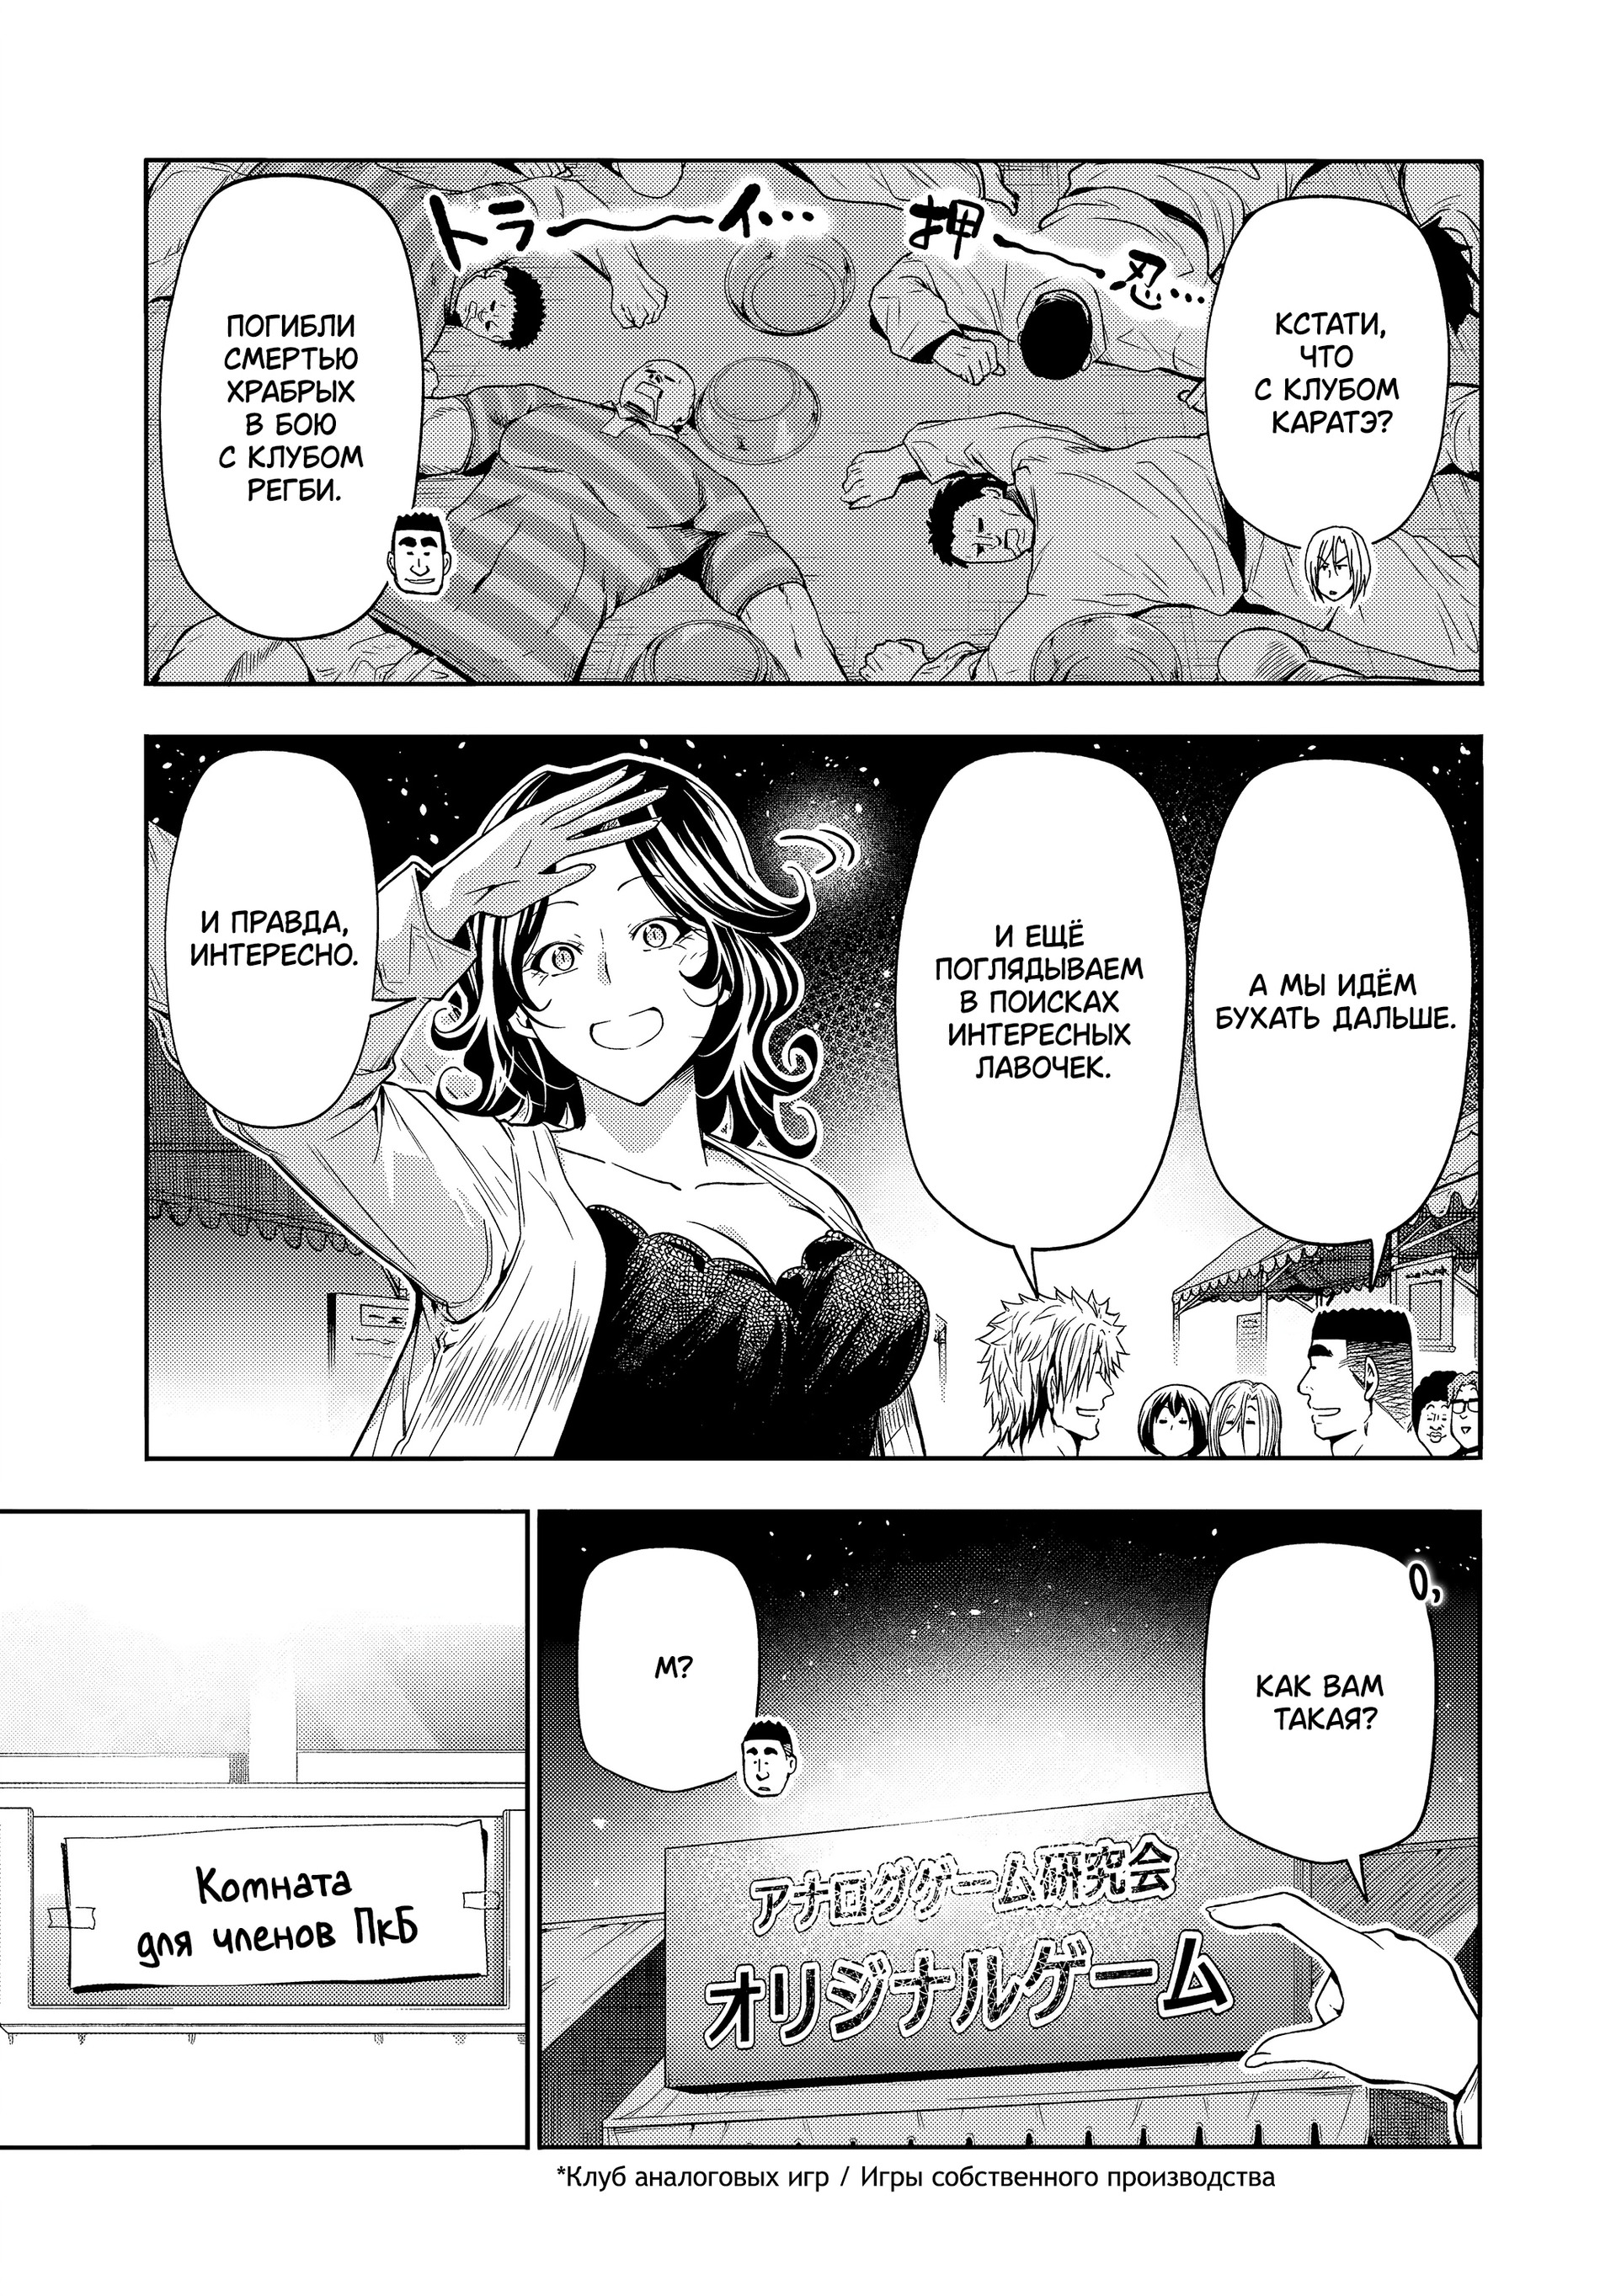 КСТАТИ,
ЧТО
С КЛУБОМ
КАРАТЭ?
押ー忍…
トラーーイ…
ПОГИБЛИ
СМЕРТЬЮ
ХРАБРЫХ
В БОЮ
С КЛУБОМ
РЕГБИ.
А МЫ ИДЁМ
БУХАТЬ ДАЛЬШЕ.
И ЕЩЁ
ПОГЛЯДЫВАЕМ
В ПОИСКАХ
ИНТЕРЕСНЫХ
ЛАВОЧЕК.
И ПРАВДА,
ИНТЕРЕСНО.
О,
КАК ВАМ
ТАКАЯ?
М?
アナログゲーム研究会
オリジナルゲーム
Комната
для членов ПкБ
*Клуб аналоговых игр / Игры собственного производства